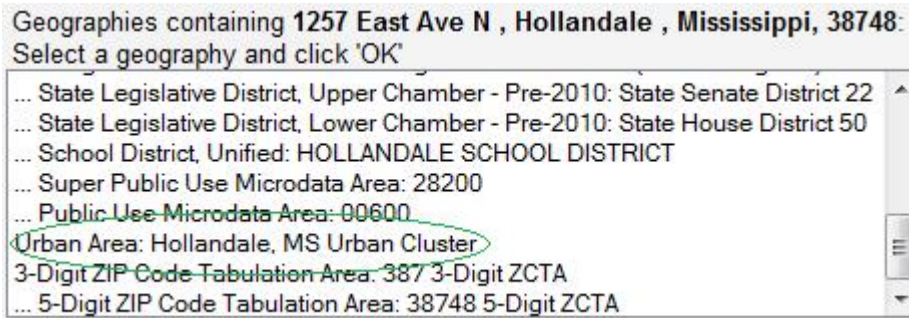 Geographies containing 1257 East Ave N , Hollandale , Mississippi, 38748:
Select a geography and click 'OK'
... State Legislative District, Upper Chamber - Pre-2010: State Senate District 22
... State Legislative District, Lower Chamber - Pre-2010: State House District 50
... School District, Unified: HOLLANDALE SCHOOL DISTRICT
... Super Public Use Microdata Area: 28200
... Public Use Microdata Area: 00600
Urban Area: Hollandale, MS Urban Cluster
3-Digit ZIP Code Tabulation Area: 387 3-Digit ZCTA
... 5-Digit ZIP Code Tabulation Area: 38748 5-Digit ZCTA